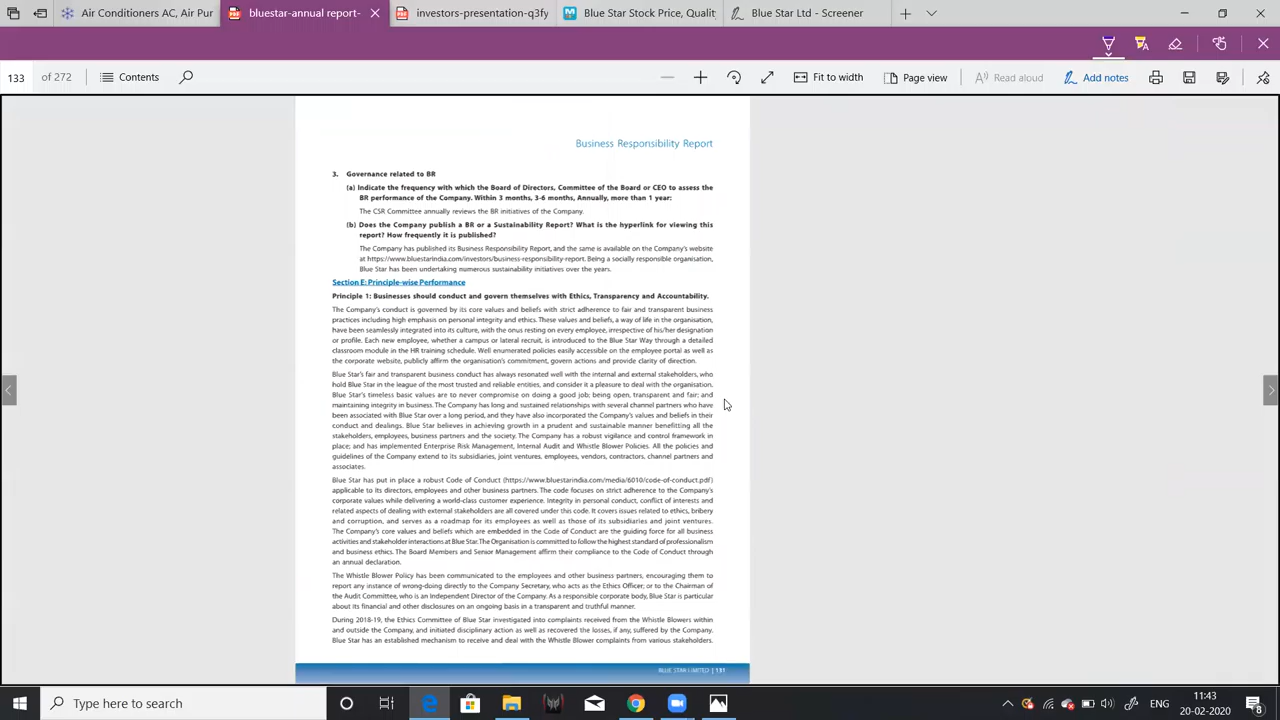 Air Conditioners AC, Air Pur
bluestar-annual-report-
investors-presentation-q3fy
Blue Star Stock Price, Qualit
Blue Star Ltd - Screener
133 of 272
Contents
Fit to width
Page view
Read aloud
Add notes
Business Responsibility Report
3. Governance related to BR
(a) Indicate the frequency with which the Board of Directors, Committee of the Board or CEO to assess the
BR performance of the Company. Within 3 months, 3-6 months, Annually, more than 1 year:
The CSR Committee annually reviews the BR initiatives of the Company.
(b) Does the Company publish a BR or a Sustainability Report? What is the hyperlink for viewing this
report? How frequently it is published?
The Company has published its Business Responsibility Report, and the same is available on the Company's website
at https://www.bluestarindia.com/investors/business-responsibility-report. Being a socially responsible organisation,
Blue Star has been undertaking numerous sustainability initiatives over the years.
Section E: Principle-wise Performance
Principle 1: Businesses should conduct and govern themselves with Ethics, Transparency and Accountability.
The Company's conduct is governed by its core values and beliefs with strict adherence to fair and transparent business
practices including high emphasis on personal integrity and ethics. These values and beliefs, a way of life in the organisation,
have been seamlessly integrated into its culture, with the onus resting on every employee, irrespective of his/her designation
or profile. Each new employee, whether a campus or lateral recruit, is introduced to the Blue Star Way through a detailed
classroom module in the HR training schedule. Well enumerated policies easily accessible on the employee portal as well as
the corporate website, publicly affirm the organisation's commitment, govern actions and provide clarity of direction.
Blue Star's fair and transparent business conduct has always resonated well with the internal and external stakeholders, who
hold Blue Star in the league of the most trusted and reliable entities, and consider it a pleasure to deal with the organisation.
Blue Star's timeless basic values are to never compromise on doing a good job; being open, transparent and fair; and
maintaining integrity in business. The Company has long and sustained relationships with several channel partners who have
been associated with Blue Star over a long period, and they have also incorporated the Company's values and beliefs in their
conduct and dealings. Blue Star believes in achieving growth in a prudent and sustainable manner benefitting all the
stakeholders, employees, business partners and the society. The Company has a robust vigilance and control framework in
place; and has implemented Enterprise Risk Management, Internal Audit and Whistle Blower Policies. All the policies and
guidelines of the Company extend to its subsidiaries, joint ventures, employees, vendors, contractors, channel partners and
associates.
Blue Star has put in place a robust Code of Conduct (https://www.bluestarindia.com/media/6010/code-of-conduct.pdf)
applicable to its directors, employees and other business partners. The code focuses on strict adherence to the Company's
corporate values while delivering a world-class customer experience. Integrity in personal conduct, conflict of interests and
related aspects of dealing with external stakeholders are all covered under this code. It covers issues related to ethics, bribery
and corruption, and serves as a roadmap for its employees as well as those of its subsidiaries and joint ventures.
The Company's core values and beliefs which are embedded in the Code of Conduct are the guiding force for all business
activities and stakeholder interactions at Blue Star. The Organisation is committed to follow the highest standard of professionalism
and business ethics. The Board Members and Senior Management affirm their compliance to the Code of Conduct through
an annual declaration.
The Whistle Blower Policy has been communicated to the employees and other business partners, encouraging them to
report any instance of wrong-doing directly to the Company Secretary, who acts as the Ethics Officer, or to the Chairman of
the Audit Committee, who is an Independent Director of the Company. As a responsible corporate body, Blue Star is particular
about its financial and other disclosures on an ongoing basis in a transparent and truthful manner.
During 2018-19, the Ethics Committee of Blue Star investigated into complaints received from the Whistle Blowers within
and outside the Company, and initiated disciplinary action as well as recovered the losses, if any, suffered by the Company.
Blue Star has an established mechanism to receive and deal with the Whistle Blower complaints from various stakeholders.
BLUE STAR LIMITED | 131
Type here to search
ENG
11:43
20-02-2020
8